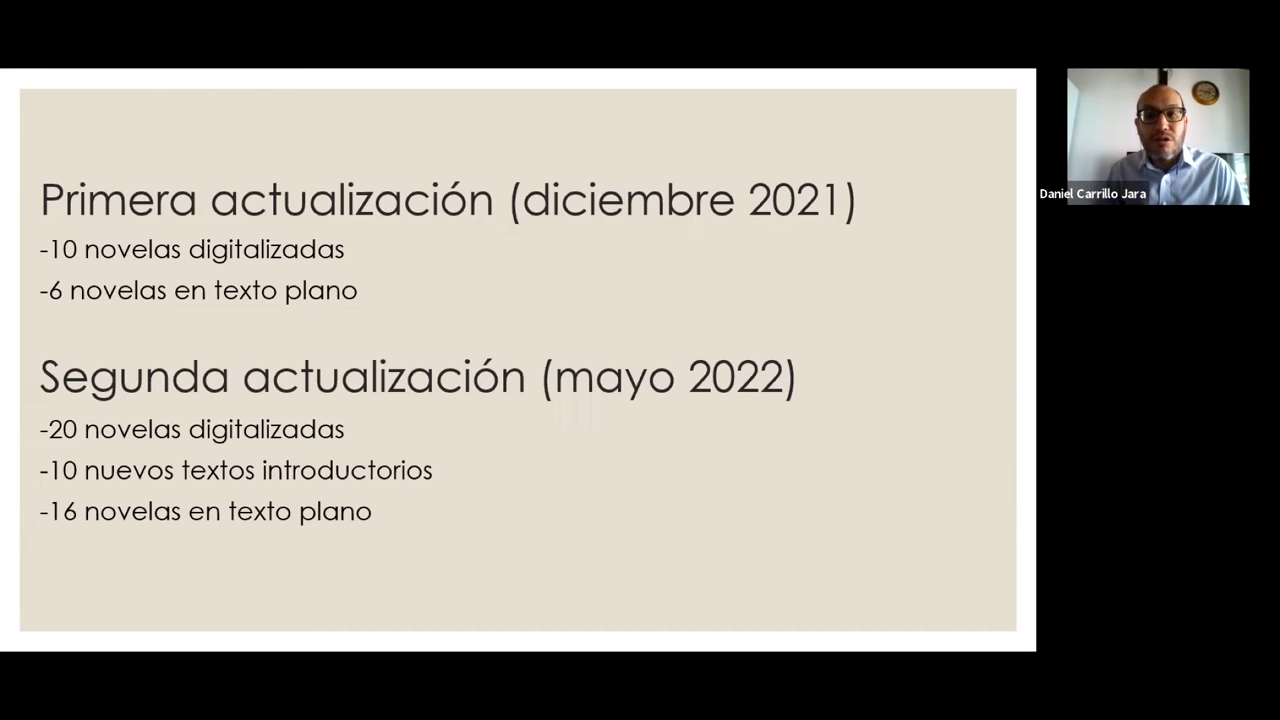 Primera actualización (diciembre 2021)
-10 novelas digitalizadas
-6 novelas en texto plano
Segunda actualización (mayo 2022)
-20 novelas digitalizadas
-10 nuevos textos introductorios
-16 novelas en texto plano
Daniel Carrillo Jara